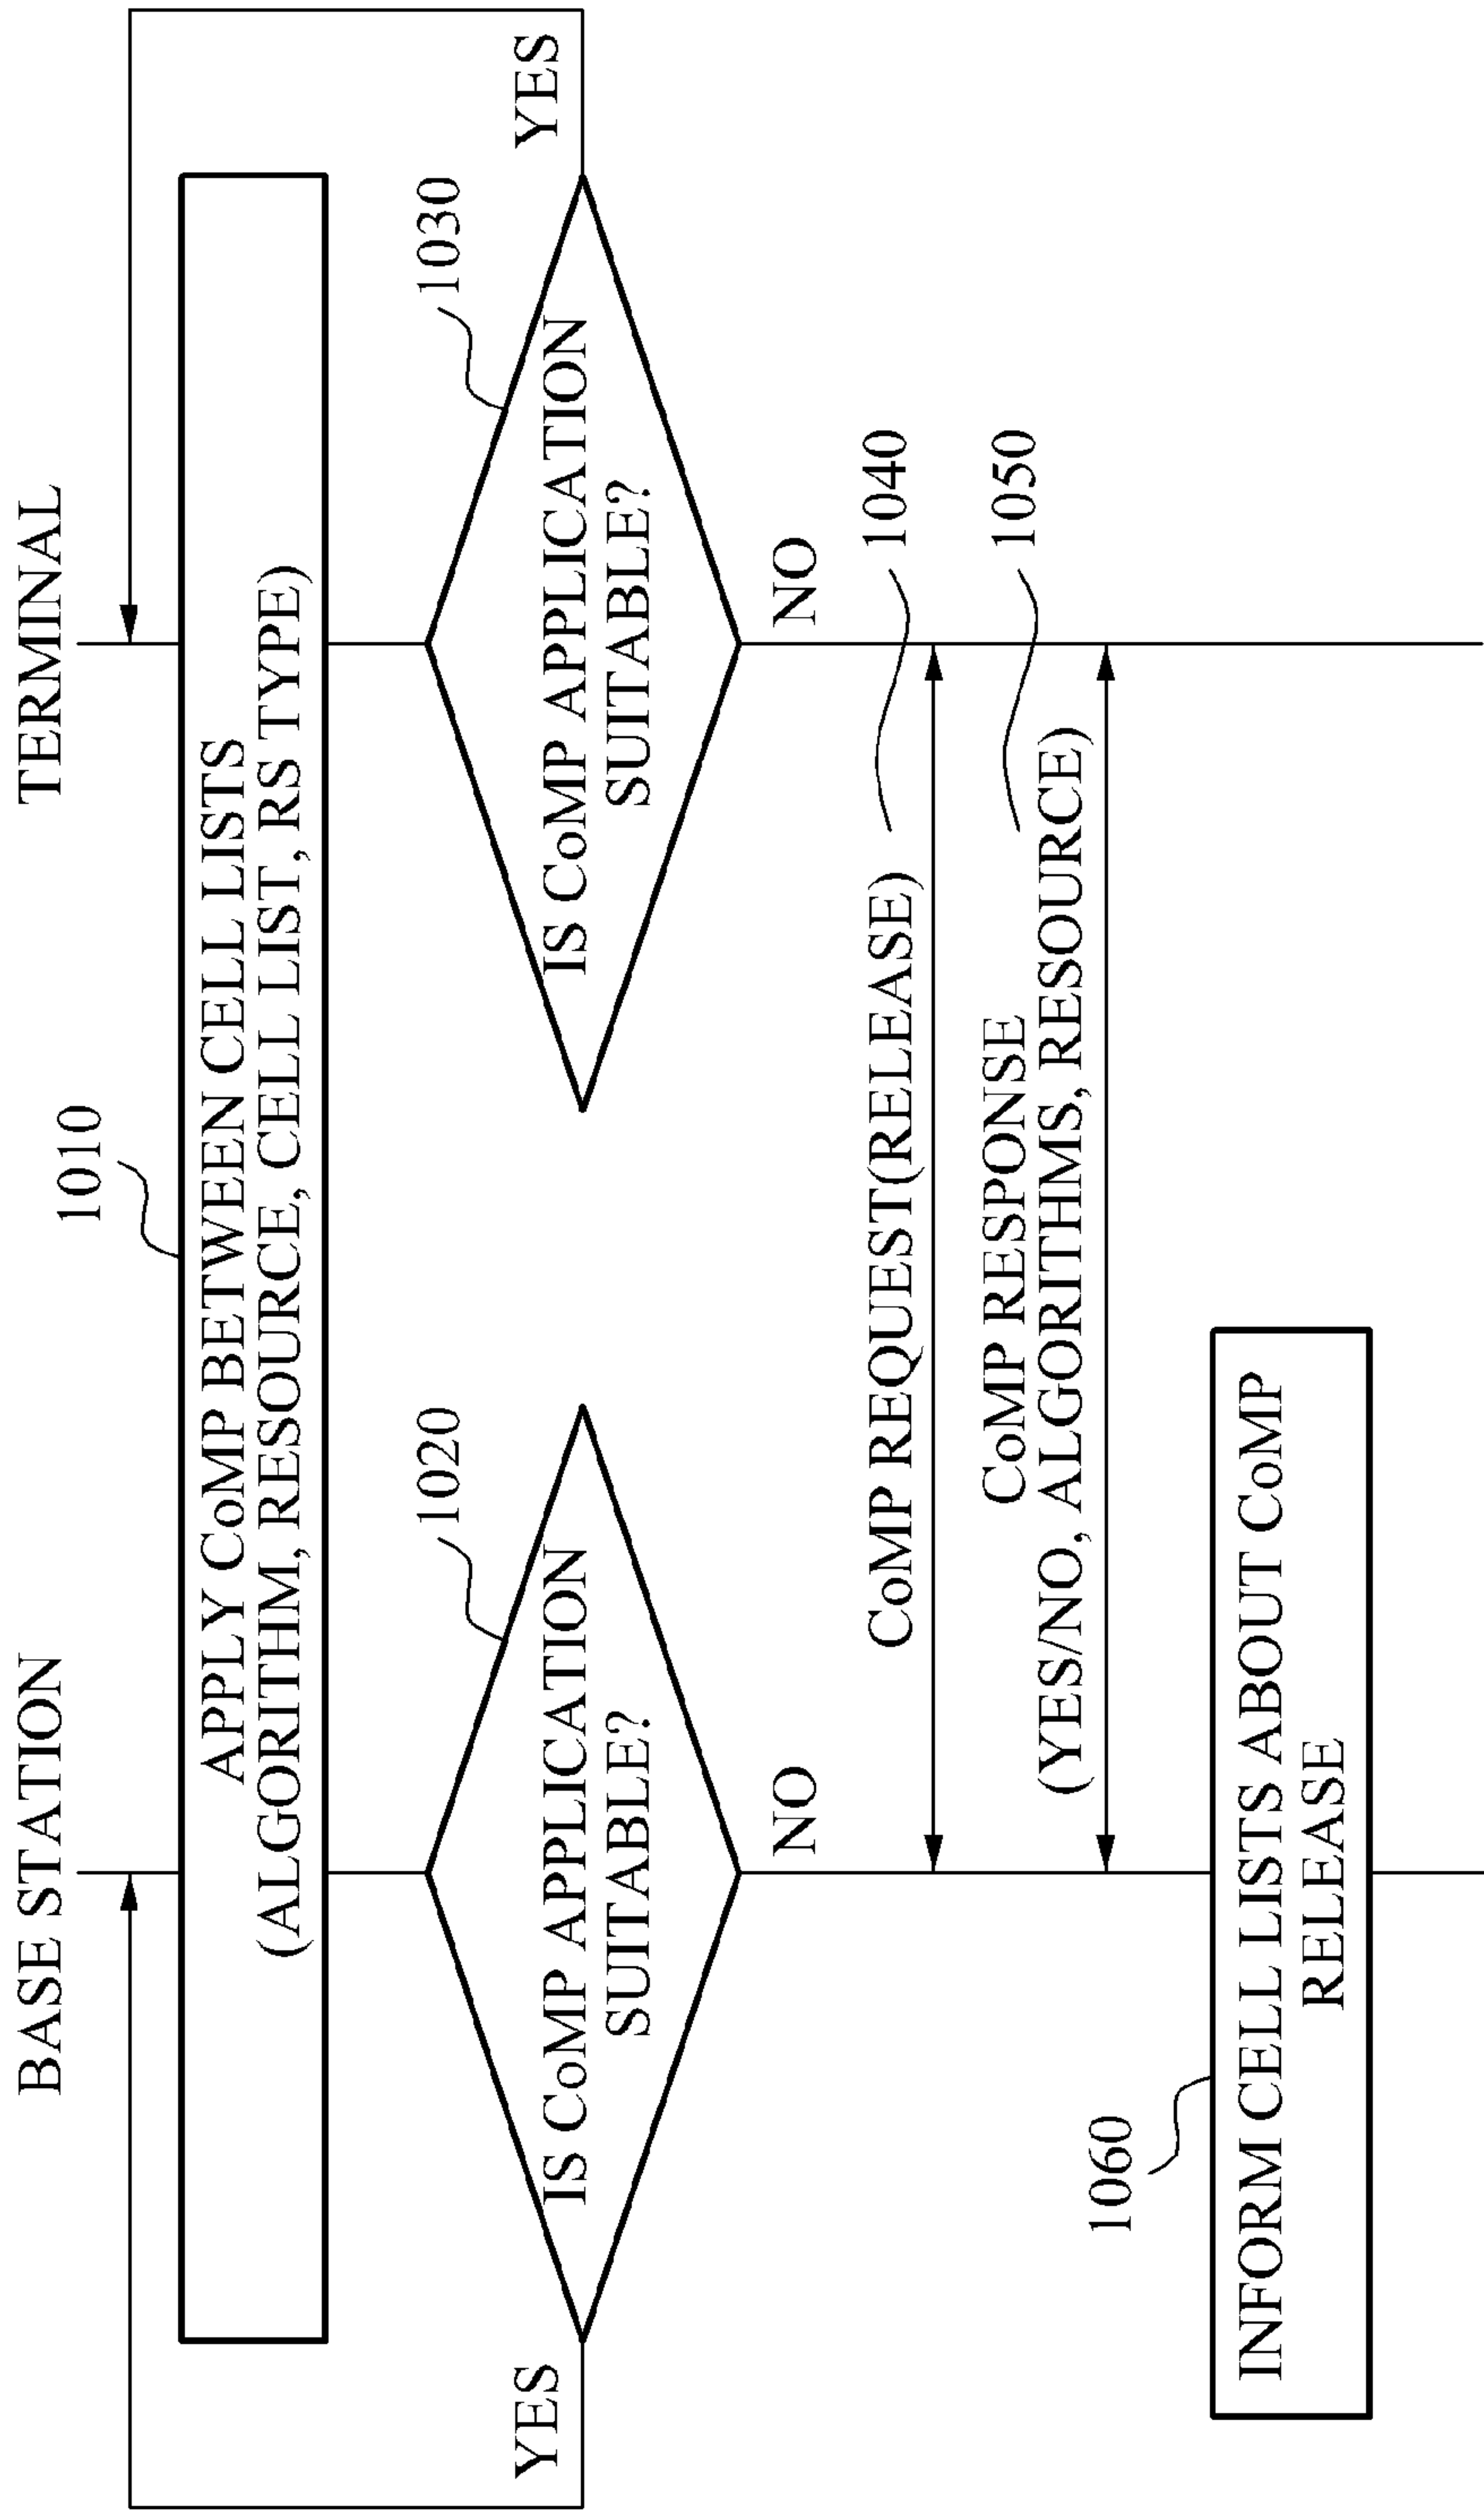 BASE STATION
TERMINAL
1010
APPLY CoMP BETWEEN CELL LISTS
(ALGORITHM, RESOURCE, CELL LIST, RS TYPE)
1020
1030
YES
IS CoMP APPLICATION
SUITABLE?
IS CoMP APPLICATION
SUITABLE?
YES
NO
NO
CoMP REQUEST(RELEASE)
1040
CoMP RESPONSE
(YES/NO, ALGORITHMS, RESOURCE)
1050
1060
INFORM CELL LISTS ABOUT CoMP
RELEASE